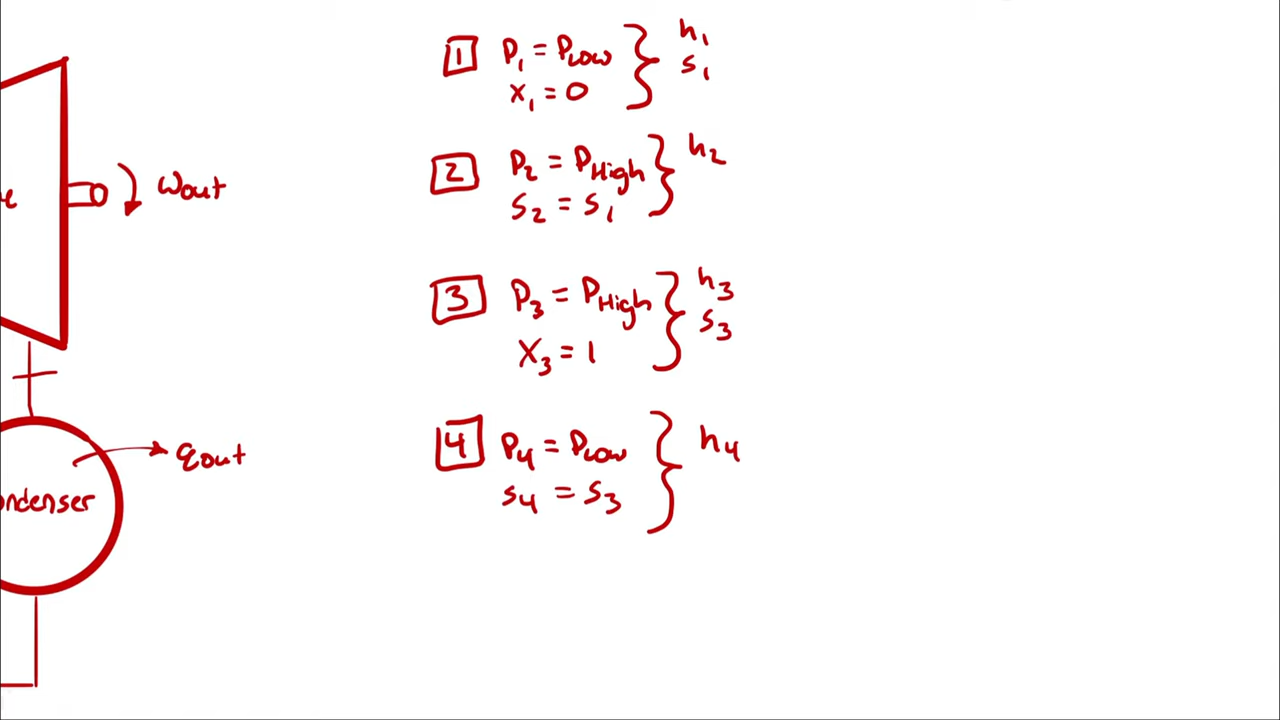 1 P₁ = PLow } h₁
x₁ = 0 s₁
2 P₂ = PHigh } h₂
s₂ = s₁
3 P₃ = PHigh } h₃
x₃ = 1 s₃
4 P₄ = PLow } h₄
s₄ = s₃
wout
qout